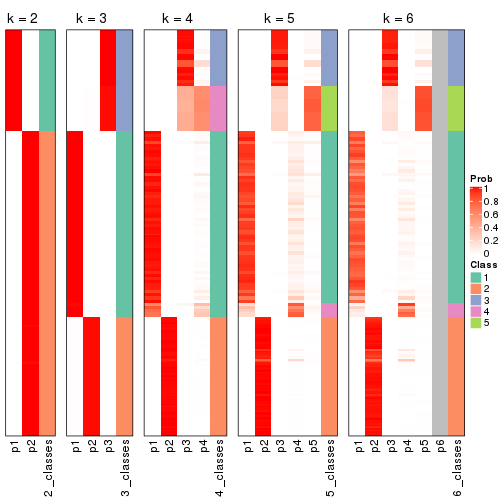 k = 2
k = 3
k = 4
k = 5
k = 6
Prob
1
0.8
0.6
0.4
0.2
0
Class
1
2
3
4
5
p1
p2
2_classes
p1
p2
p3
3_classes
p1
p2
p3
p4
4_classes
p1
p2
p3
p4
p5
5_classes
p1
p2
p3
p4
p5
p6
6_classes